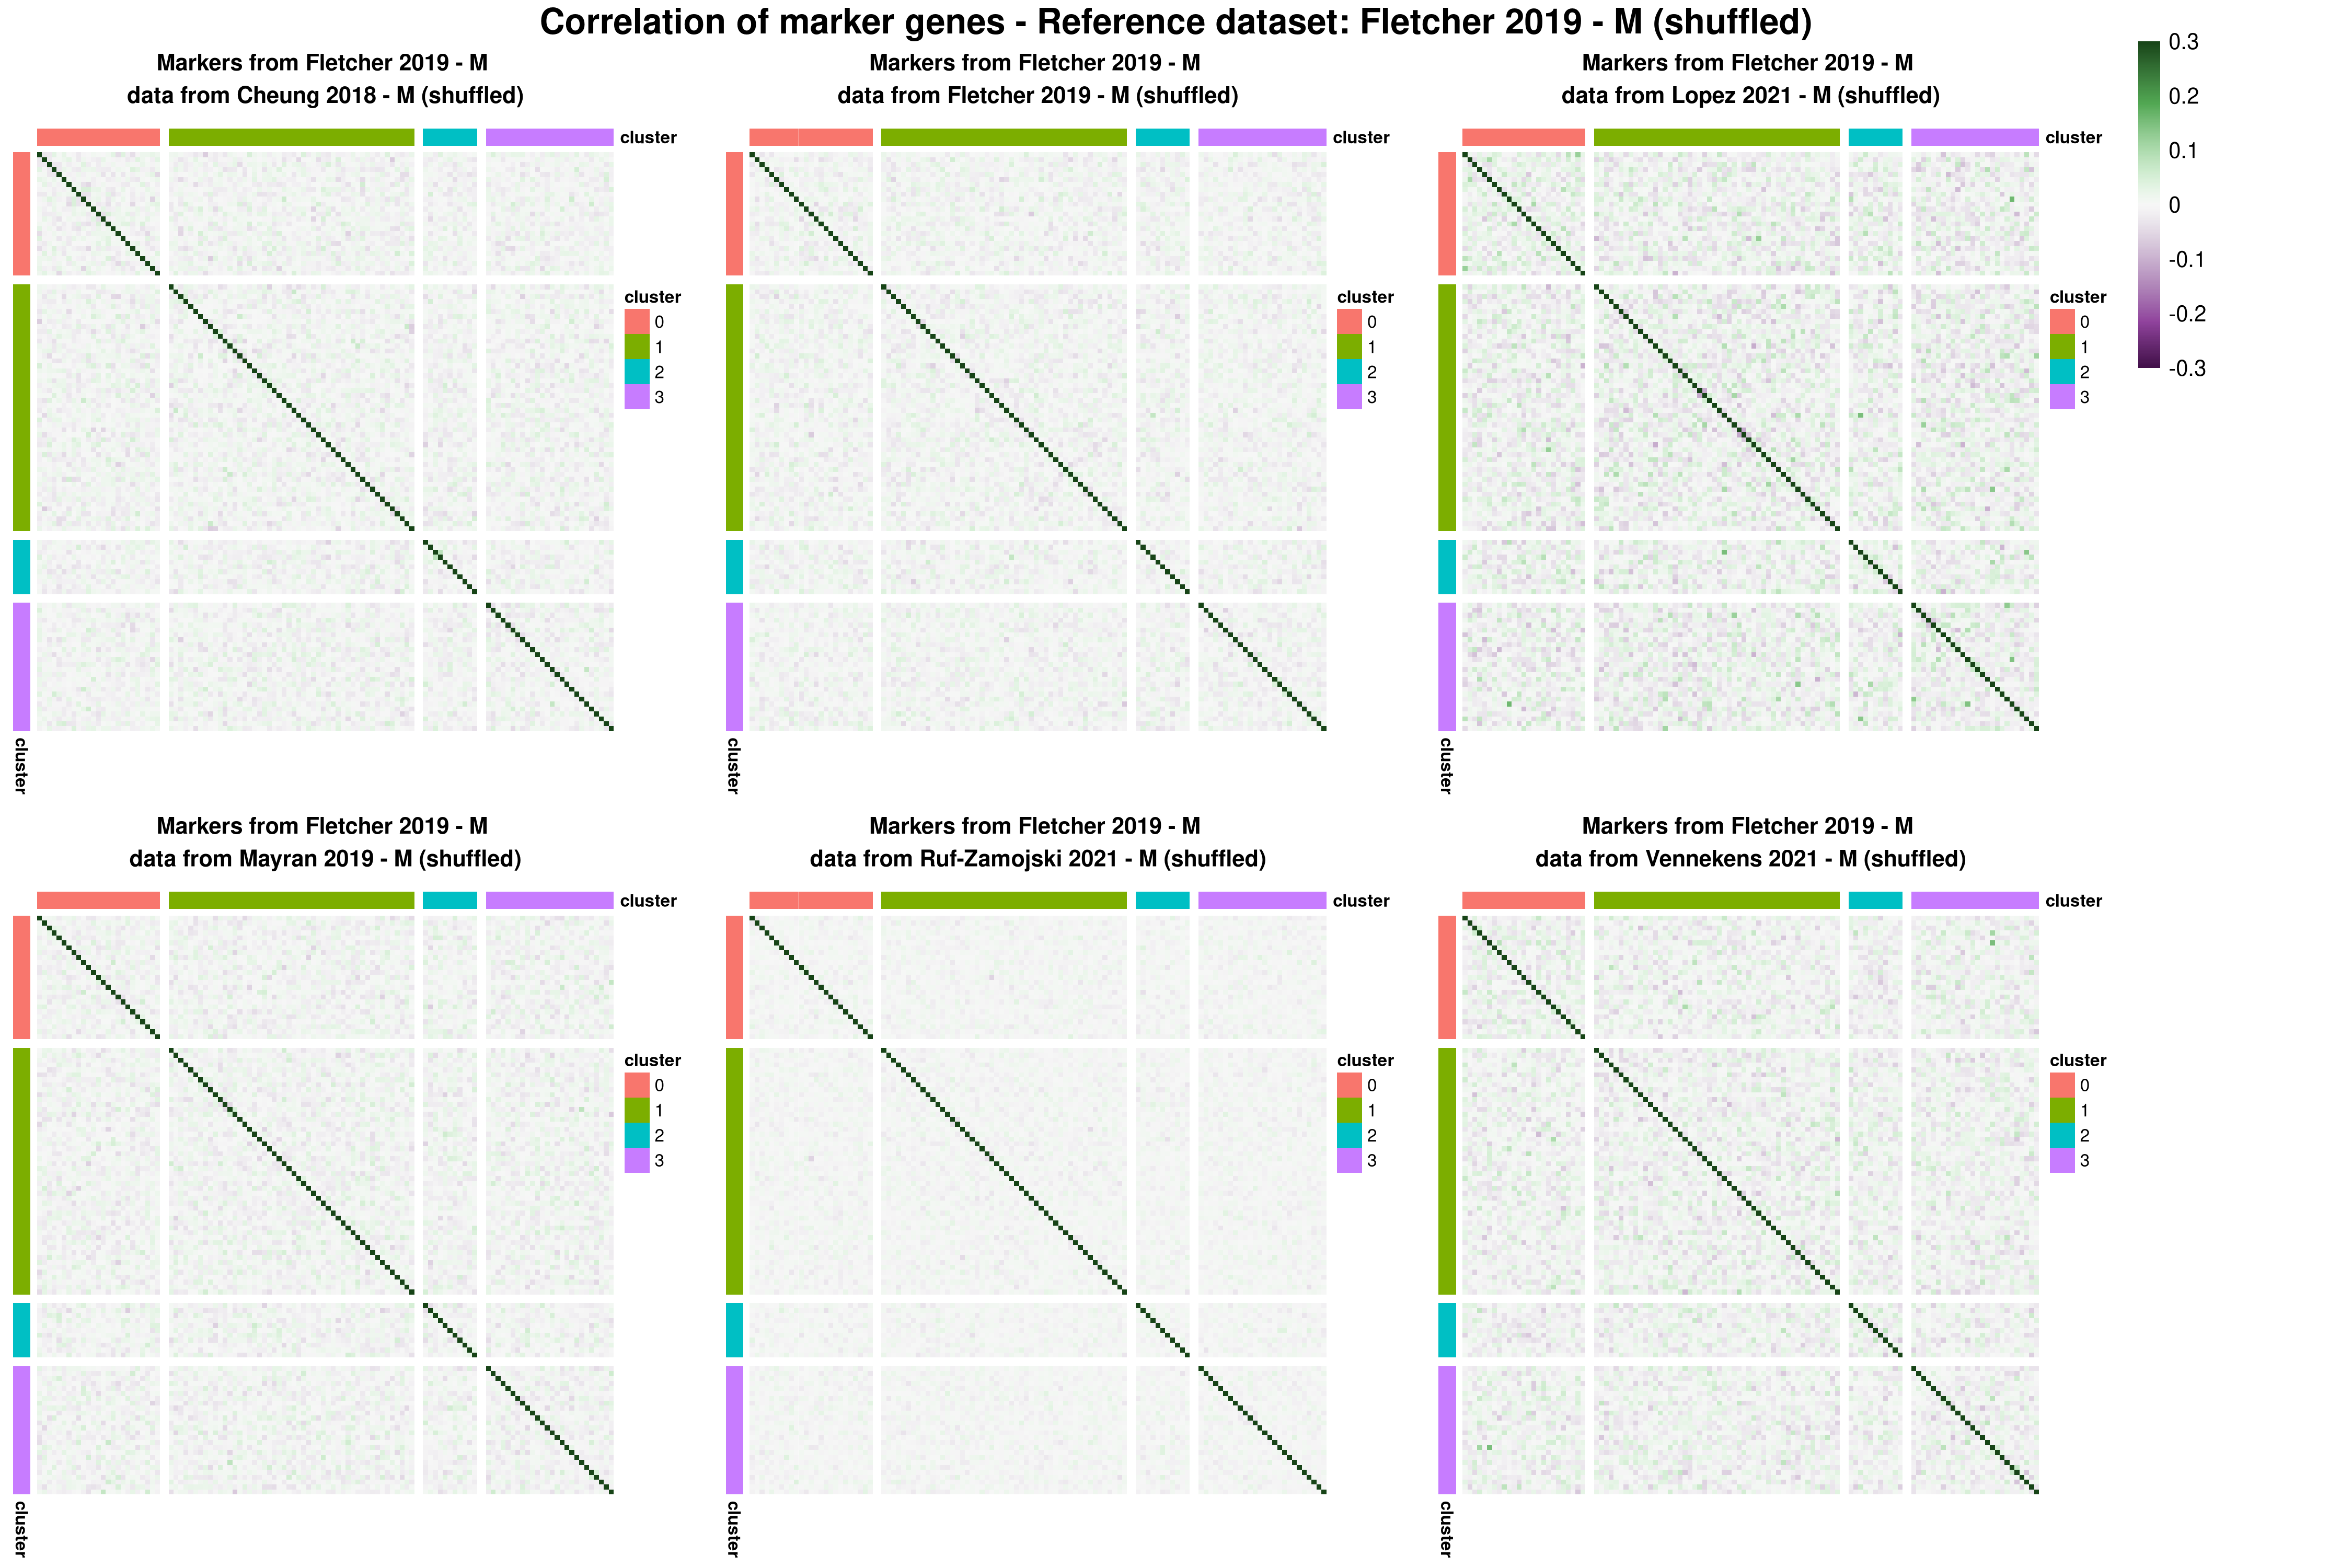 Correlation of marker genes - Reference dataset: Fletcher 2019 - M (shuffled)
Markers from Fletcher 2019 - M
data from Cheung 2018 - M (shuffled)
cluster
cluster
0
1
2
3
cluster
Markers from Fletcher 2019 - M
data from Fletcher 2019 - M (shuffled)
cluster
cluster
0
1
2
3
cluster
Markers from Fletcher 2019 - M
data from Lopez 2021 - M (shuffled)
cluster
cluster
0
1
2
3
cluster
0.3
0.2
0.1
0
-0.1
-0.2
-0.3
Markers from Fletcher 2019 - M
data from Mayran 2019 - M (shuffled)
cluster
cluster
0
1
2
3
cluster
Markers from Fletcher 2019 - M
data from Ruf-Zamojski 2021 - M (shuffled)
cluster
cluster
0
1
2
3
cluster
Markers from Fletcher 2019 - M
data from Vennekens 2021 - M (shuffled)
cluster
cluster
0
1
2
3
cluster